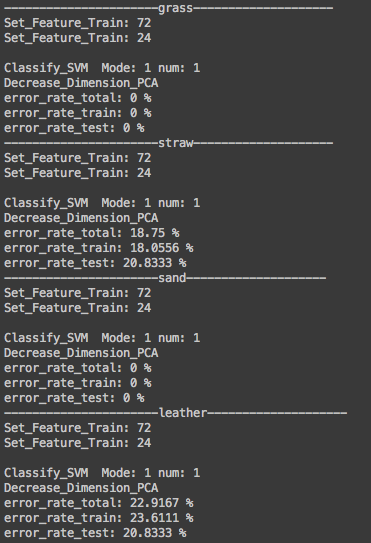 ----------------------grass--------------------
Set_Feature_Train: 72
Set_Feature_Train: 24
Classify_SVM  Mode: 1 num: 1
Decrease_Dimension_PCA
error_rate_total: 0 %
error_rate_train: 0 %
error_rate_test: 0 %
----------------------straw--------------------
Set_Feature_Train: 72
Set_Feature_Train: 24
Classify_SVM  Mode: 1 num: 1
Decrease_Dimension_PCA
error_rate_total: 18.75 %
error_rate_train: 18.0556 %
error_rate_test: 20.8333 %
----------------------sand--------------------
Set_Feature_Train: 72
Set_Feature_Train: 24
Classify_SVM  Mode: 1 num: 1
Decrease_Dimension_PCA
error_rate_total: 0 %
error_rate_train: 0 %
error_rate_test: 0 %
----------------------leather--------------------
Set_Feature_Train: 72
Set_Feature_Train: 24
Classify_SVM  Mode: 1 num: 1
Decrease_Dimension_PCA
error_rate_total: 22.9167 %
error_rate_train: 23.6111 %
error_rate_test: 20.8333 %